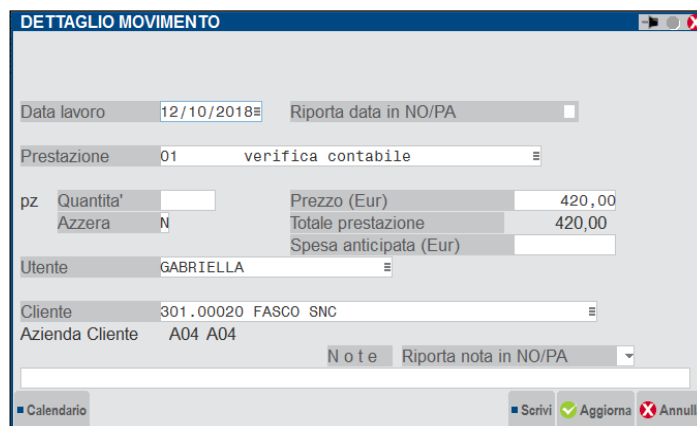 DETTAGLIO MOVIMENTO
Data lavoro 12/10/2018 Riporta data in NO/PA
Prestazione 01 verifica contabile
pz Quantita' Prezzo (Eur) 420,00
Azzera N Totale prestazione 420,00
Spesa anticipata (Eur)
Utente GABRIELLA
Cliente 301.00020 FASCO SNC
Azienda Cliente A04 A04
Note Riporta nota in NO/PA
Calendario Scrivi Aggiorna Annull